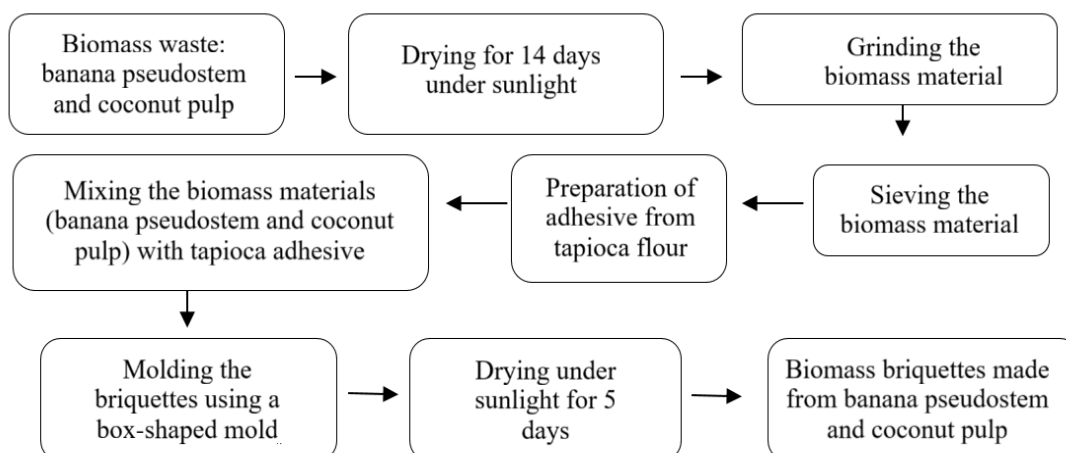 Biomass waste:
banana pseudostem
and coconut pulp
Drying for 14 days
under sunlight
Grinding the
biomass material
Sieving the
biomass material
Preparation of
adhesive from
tapioca flour
Mixing the biomass materials
(banana pseudostem and coconut
pulp) with tapioca adhesive
Molding the
briquettes using a
box-shaped mold
Drying under
sunlight for 5
days
Biomass briquettes made
from banana pseudostem
and coconut pulp